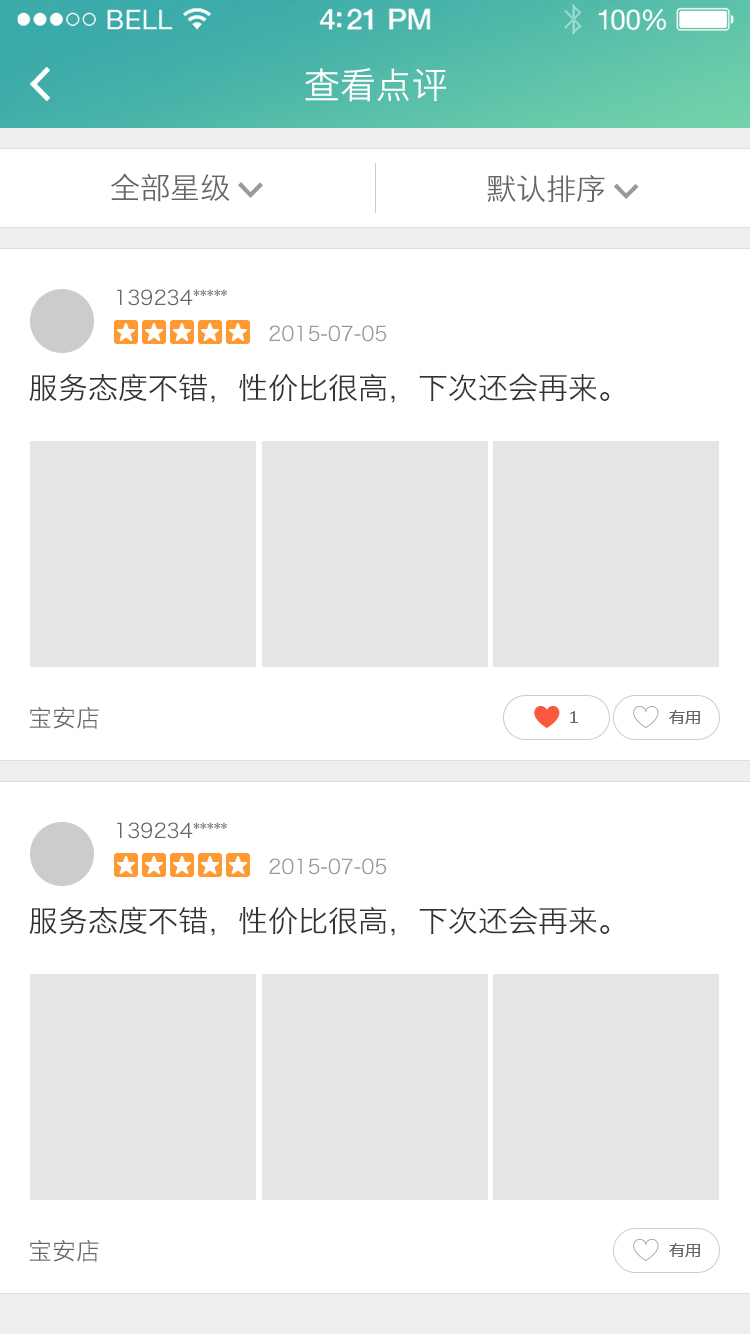 BELL 4:21 PM 100%
查看点评
全部星级 默认排序
139234*****
2015-07-05
服务态度不错，性价比很高，下次还会再来。
宝安店 1 有用
139234*****
2015-07-05
服务态度不错，性价比很高，下次还会再来。
宝安店 有用